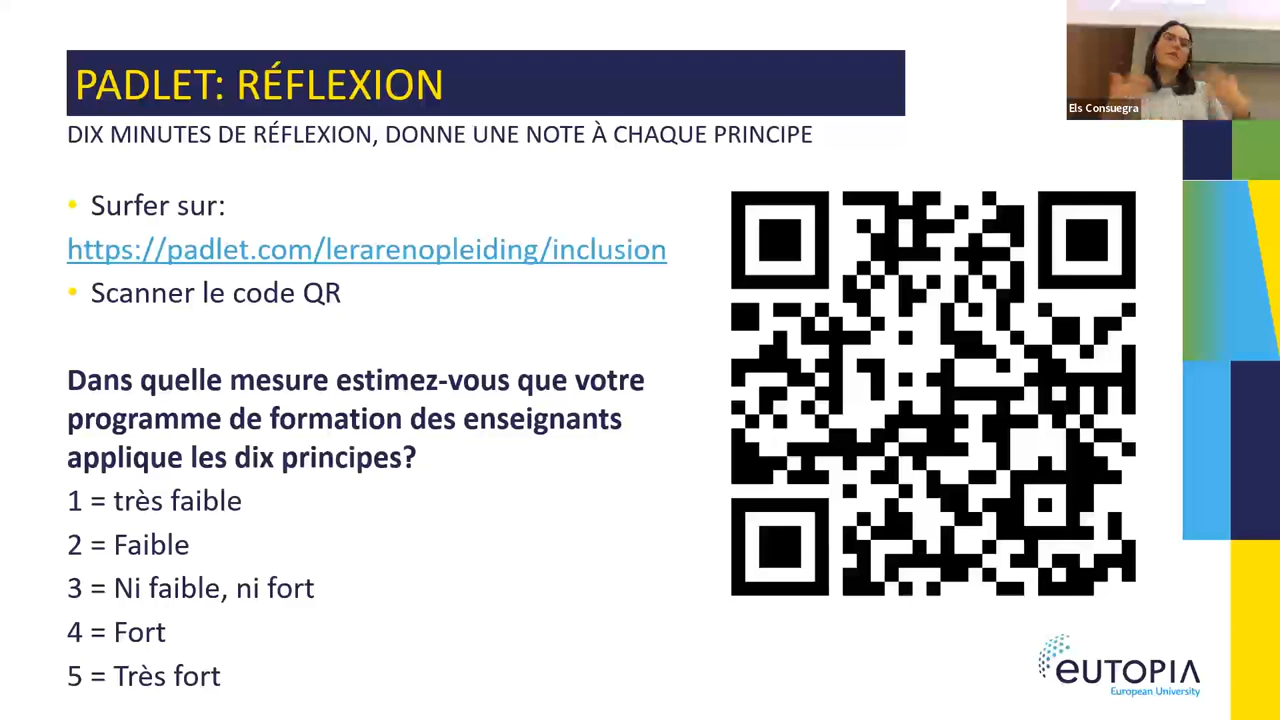 PADLET: RÉFLEXION
DIX MINUTES DE RÉFLEXION, DONNE UNE NOTE À CHAQUE PRINCIPE
Els Consuegra
• Surfer sur:
https://padlet.com/lerarenopleiding/inclusion
• Scanner le code QR
Dans quelle mesure estimez-vous que votre
programme de formation des enseignants
applique les dix principes?
1 = très faible
2 = Faible
3 = Ni faible, ni fort
4 = Fort
5 = Très fort
EUTOPIA
European University